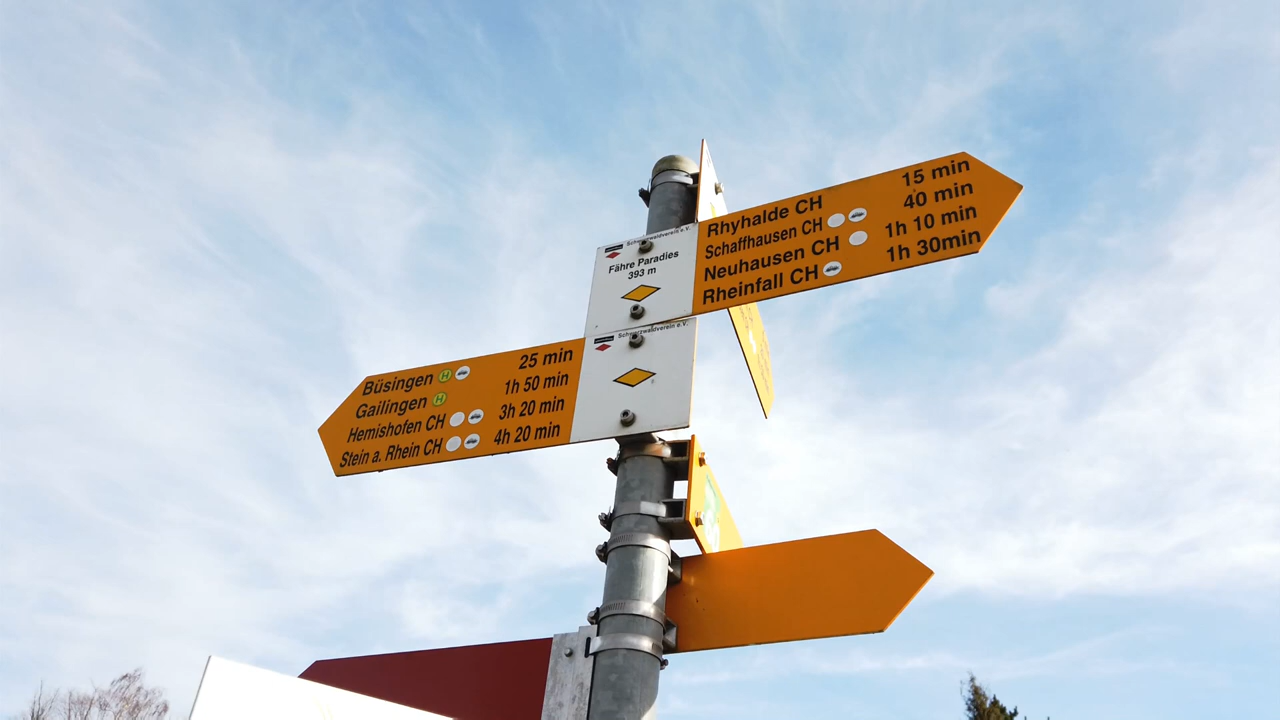 Schwarzwaldverein e.V.
Fähre Paradies
393 m
Rhyhalde CH 15 min
Schaffhausen CH 40 min
Neuhausen CH 1h 10 min
Rheinfall CH 1h 30min
Schwarzwaldverein e.V.
Büsingen H 25 min
Gailingen H 1h 50 min
Hemishofen CH 3h 20 min
Stein a. Rhein CH 4h 20 min